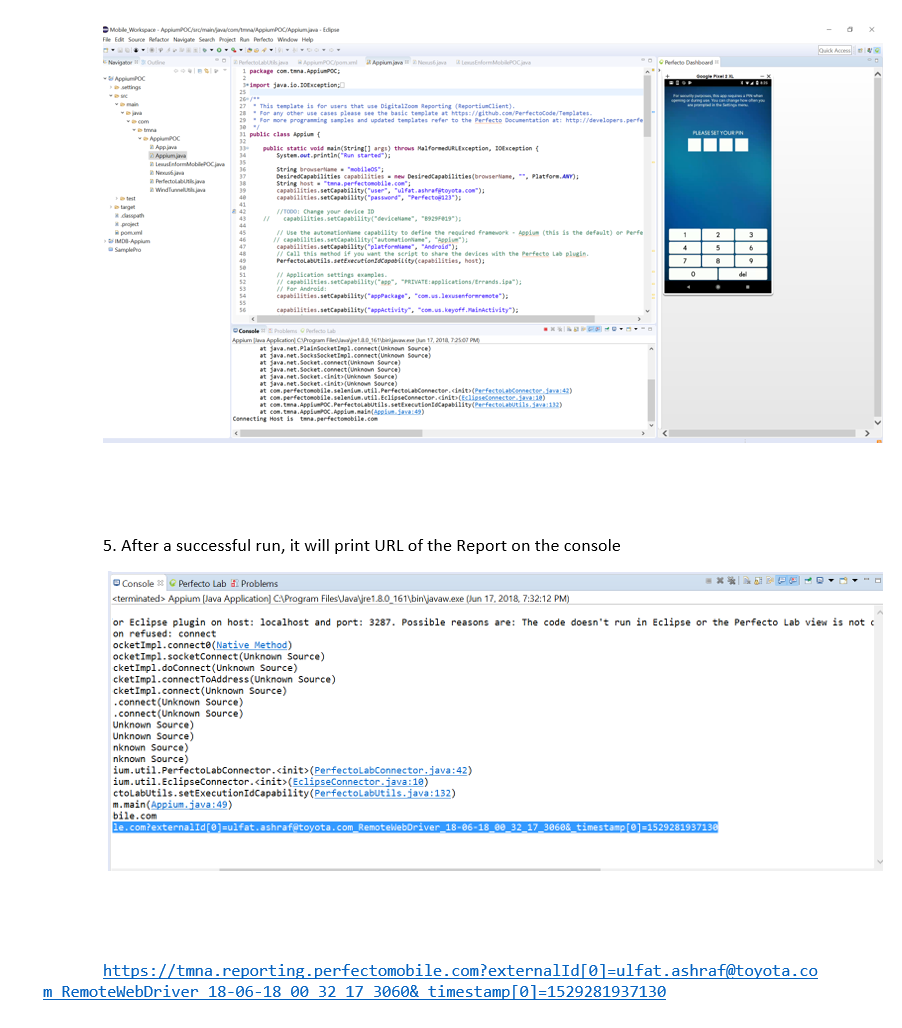 Mobile_Workspace - AppiumPOC/src/main/java/com/tmna/AppiumPOC/Appium.java - Eclipse
File Edit Source Refactor Navigate Search Project Run Perfecto Window Help
Quick Access
Navigator Outline
PerfectoLabUtils.java AppiumPOC/pom.xml Appium.java Nexus6.java LexusEnformMobilePOC.java
Perfecto Dashboard
AppiumPOC
.settings
src
main
java
com
tmna
AppiumPOC
App.java
Appium.java
LexusEnformMobilePOC.java
Nexus6.java
PerfectoLabUtils.java
WindTunnelUtils.java
test
target
.classpath
.project
pom.xml
IMDB-Appium
SamplePro
1 package com.tmna.AppiumPOC;
2
3 import java.io.IOException;
25
26 /**
27 * This template is for users that use DigitalZoom Reporting (ReportiumClient).
28 * For any other use cases please see the basic template at https://github.com/PerfectoCode/Templates.
29 * For more programming samples and updated templates refer to the Perfecto Documentation at: http://developers.perfe
30 */
31 public class Appium {
32
33 public static void main(String[] args) throws MalformedURLException, IOException {
34 System.out.println("Run started");
35
36 String browserName = "mobileOS";
37 DesiredCapabilities capabilities = new DesiredCapabilities(browserName, "", Platform.ANY);
38 String host = "tmna.perfectomobile.com";
39 capabilities.setCapability("user", "ulfat.ashraf@toyota.com");
40 capabilities.setCapability("password", "Perfecto@123");
41
42 //TODO: Change your device ID
43 // capabilities.setCapability("deviceName", "B929F019");
44
45 // Use the automationName capability to define the required framework - Appium (this is the default) or Perfe
46 // capabilities.setCapability("automationName", "Appium");
47 capabilities.setCapability("platformName", "Android");
48 // Call this method if you want the script to share the devices with the Perfecto Lab plugin.
49 PerfectoLabUtils.setExecutionIdCapability(capabilities, host);
50
51 // Application settings examples.
52 // capabilities.setCapability("app", "PRIVATE:applications/Errands.ipa");
53 // For Android:
54 capabilities.setCapability("appPackage", "com.us.lexusenformremote");
55
56 capabilities.setCapability("appActivity", "com.us.keyoff.MainActivity");
Google Pixel 2 XL
For security purposes, this app requires a PIN when
opening or during use. You can change how often you
are prompted in the Settings menu.
PLEASE SET YOUR PIN
1 2 3
4 5 6
7 8 9
0 del
Console Problems Perfecto Lab
Appium [Java Application] C:\Program Files\Java\jre1.8.0_161\bin\javaw.exe (Jun 17, 2018, 7:25:07 PM)
at java.net.PlainSocketImpl.connect(Unknown Source)
at java.net.SocksSocketImpl.connect(Unknown Source)
at java.net.Socket.connect(Unknown Source)
at java.net.Socket.connect(Unknown Source)
at java.net.Socket.<init>(Unknown Source)
at java.net.Socket.<init>(Unknown Source)
at com.perfectomobile.selenium.util.PerfectoLabConnector.<init>(PerfectoLabConnector.java:42)
at com.perfectomobile.selenium.util.EclipseConnector.<init>(EclipseConnector.java:10)
at com.tmna.AppiumPOC.PerfectoLabUtils.setExecutionIdCapability(PerfectoLabUtils.java:132)
at com.tmna.AppiumPOC.Appium.main(Appium.java:49)
Connecting Host is tmna.perfectomobile.com
5. After a successful run, it will print URL of the Report on the console
Console Perfecto Lab Problems
<terminated> Appium [Java Application] C:\Program Files\Java\jre1.8.0_161\bin\javaw.exe (Jun 17, 2018, 7:32:12 PM)
or Eclipse plugin on host: localhost and port: 3287. Possible reasons are: The code doesn't run in Eclipse or the Perfecto Lab view is not o
on refused: connect
ocketImpl.connect0(Native Method)
ocketImpl.socketConnect(Unknown Source)
cketImpl.doConnect(Unknown Source)
cketImpl.connectToAddress(Unknown Source)
cketImpl.connect(Unknown Source)
.connect(Unknown Source)
.connect(Unknown Source)
Unknown Source)
Unknown Source)
nknown Source)
nknown Source)
ium.util.PerfectoLabConnector.<init>(PerfectoLabConnector.java:42)
ium.util.EclipseConnector.<init>(EclipseConnector.java:10)
ctoLabUtils.setExecutionIdCapability(PerfectoLabUtils.java:132)
m.main(Appium.java:49)
bile.com
le.com?externalId[0]=ulfat.ashraf@toyota.com_RemoteWebDriver_18-06-18_00_32_17_3060&_timestamp[0]=1529281937130
https://tmna.reporting.perfectomobile.com?externalId[0]=ulfat.ashraf@toyota.co
m_RemoteWebDriver_18-06-18_00_32_17_3060&_timestamp[0]=1529281937130